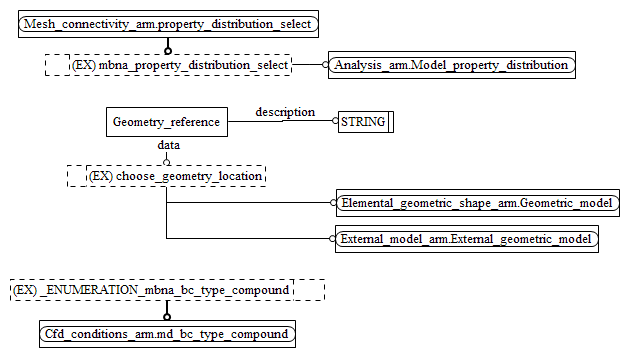 Mesh_connectivity_arm.property_distribution_select
(EX) mbna_property_distribution_select
Analysis_arm.Model_property_distribution
description
Geometry_reference
STRING
data
(EX) choose_geometry_location
Elemental_geometric_shape_arm.Geometric_model
External_model_arm.External_geometric_model
(EX) _ENUMERATION_mbna_bc_type_compound
Cfd_conditions_arm.md_bc_type_compound